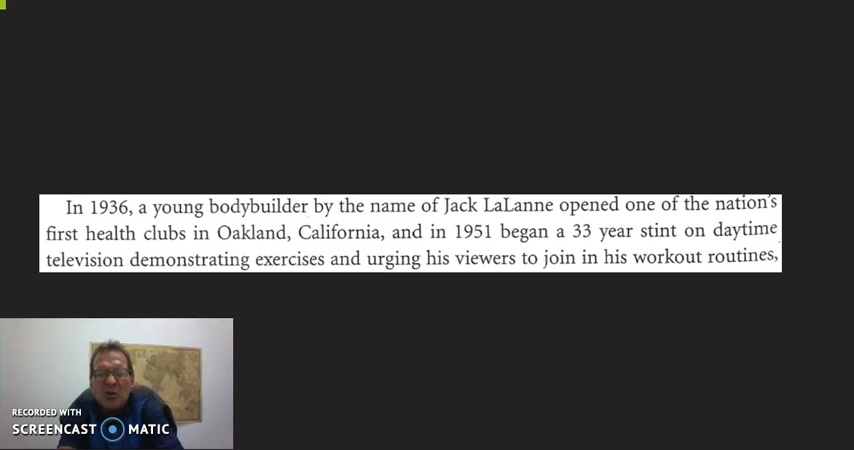 In 1936, a young bodybuilder by the name of Jack LaLanne opened one of the nation's
first health clubs in Oakland, California, and in 1951 began a 33 year stint on daytime
television demonstrating exercises and urging his viewers to join in his workout routines,
RECORDED WITH
SCREENCAST MATIC